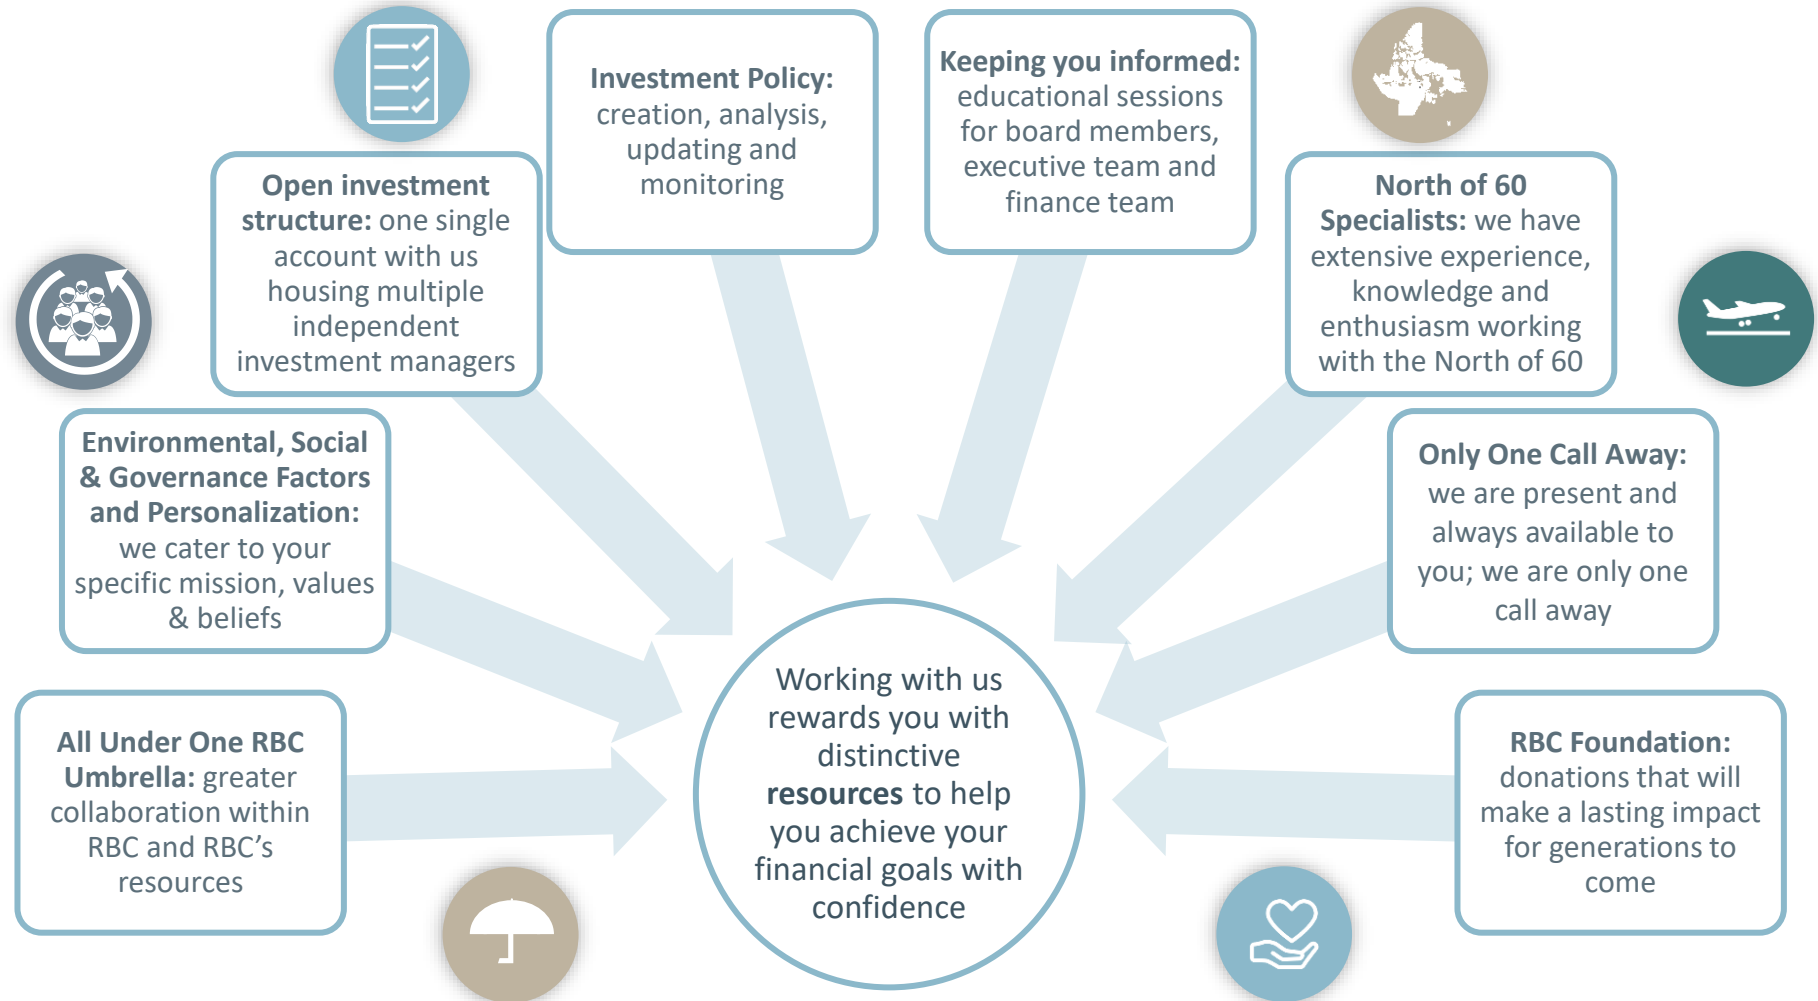 Investment Policy:
creation, analysis,
updating and
monitoring
Keeping you informed:
educational sessions
for board members,
executive team and
finance team
Open investment
structure: one single
account with us
housing multiple
independent
investment managers
North of 60
Specialists: we have
extensive experience,
knowledge and
enthusiasm working
with the North of 60
Environmental, Social
& Governance Factors
and Personalization:
we cater to your
specific mission, values
& beliefs
Only One Call Away:
we are present and
always available to
you; we are only one
call away
All Under One RBC
Umbrella: greater
collaboration within
RBC and RBC’s
resources
Working with us
rewards you with
distinctive
resources to help
you achieve your
financial goals with
confidence
RBC Foundation:
donations that will
make a lasting impact
for generations to
come